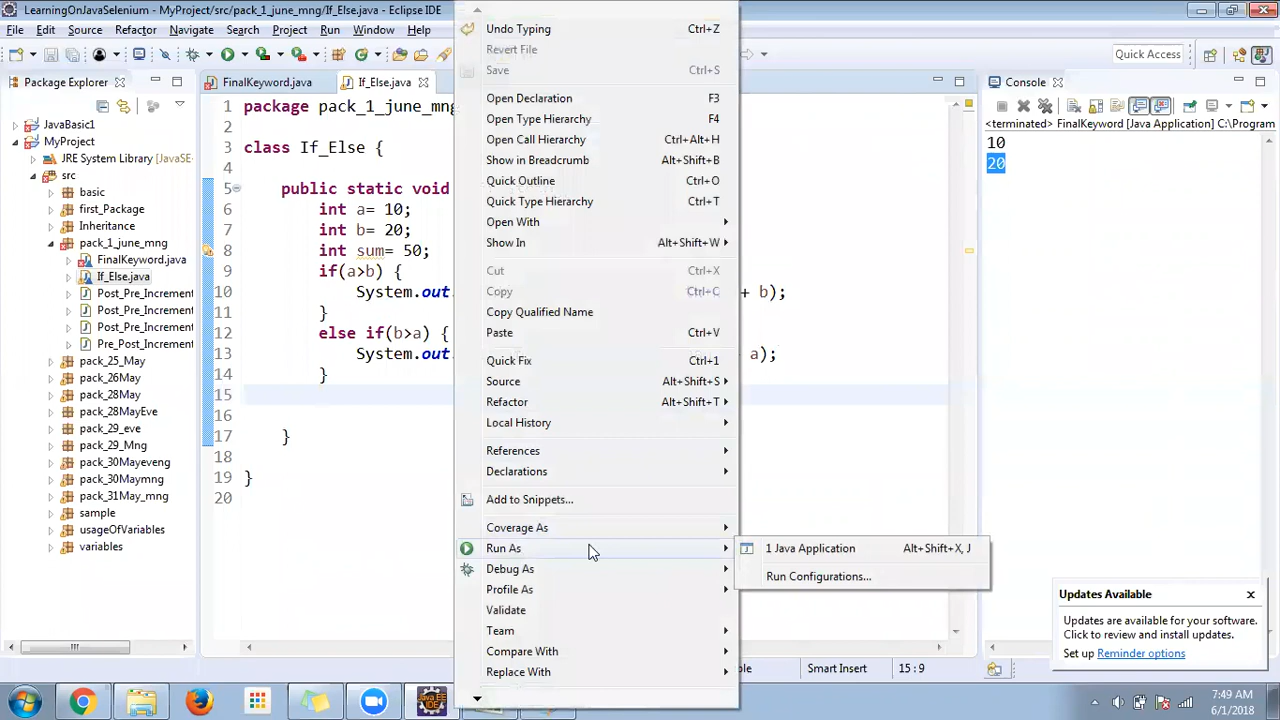 LearningOnJavaSelenium - MyProject/src/pack_1_june_mng/If_Else.java - Eclipse IDE
File Edit Source Refactor Navigate Search Project Run Window Help
Quick Access
Package Explorer
JavaBasic1
MyProject
JRE System Library [JavaSE-
src
basic
first_Package
Inheritance
pack_1_june_mng
FinalKeyword.java
If_Else.java
Post_Pre_Increment
Post_Pre_Increment
Post_Pre_Increment
Pre_Post_Increment
pack_25_May
pack_26May
pack_28May
pack_28MayEve
pack_29_eve
pack_29_Mng
pack_30Mayeveng
pack_30Maymng
pack_31May_mng
sample
usageOfVariables
variables
FinalKeyword.java If_Else.java
1 package pack_1_june_mng
2
3 class If_Else {
4
5 public static void
6 int a= 10;
7 int b= 20;
8 int sum= 50;
9 if(a>b) {
10 System.out. + b);
11 }
12 else if(b>a) {
13 System.out. a);
14 }
15
16
17 }
18
19 }
20
Undo Typing Ctrl+Z
Revert File
Save Ctrl+S
Open Declaration F3
Open Type Hierarchy F4
Open Call Hierarchy Ctrl+Alt+H
Show in Breadcrumb Alt+Shift+B
Quick Outline Ctrl+O
Quick Type Hierarchy Ctrl+T
Open With
Show In Alt+Shift+W
Cut Ctrl+X
Copy Ctrl+C
Copy Qualified Name
Paste Ctrl+V
Quick Fix Ctrl+1
Source Alt+Shift+S
Refactor Alt+Shift+T
Local History
References
Declarations
Add to Snippets...
Coverage As
Run As
Debug As
Profile As
Validate
Team
Compare With
Replace With
1 Java Application Alt+Shift+X, J
Run Configurations...
Console
<terminated> FinalKeyword [Java Application] C:\Program
10
20
Updates Available
Updates are available for your software.
Click to review and install updates.
Set up Reminder options
ble Smart Insert 15 : 9
Java EE
IDE
7:49 AM
6/1/2018